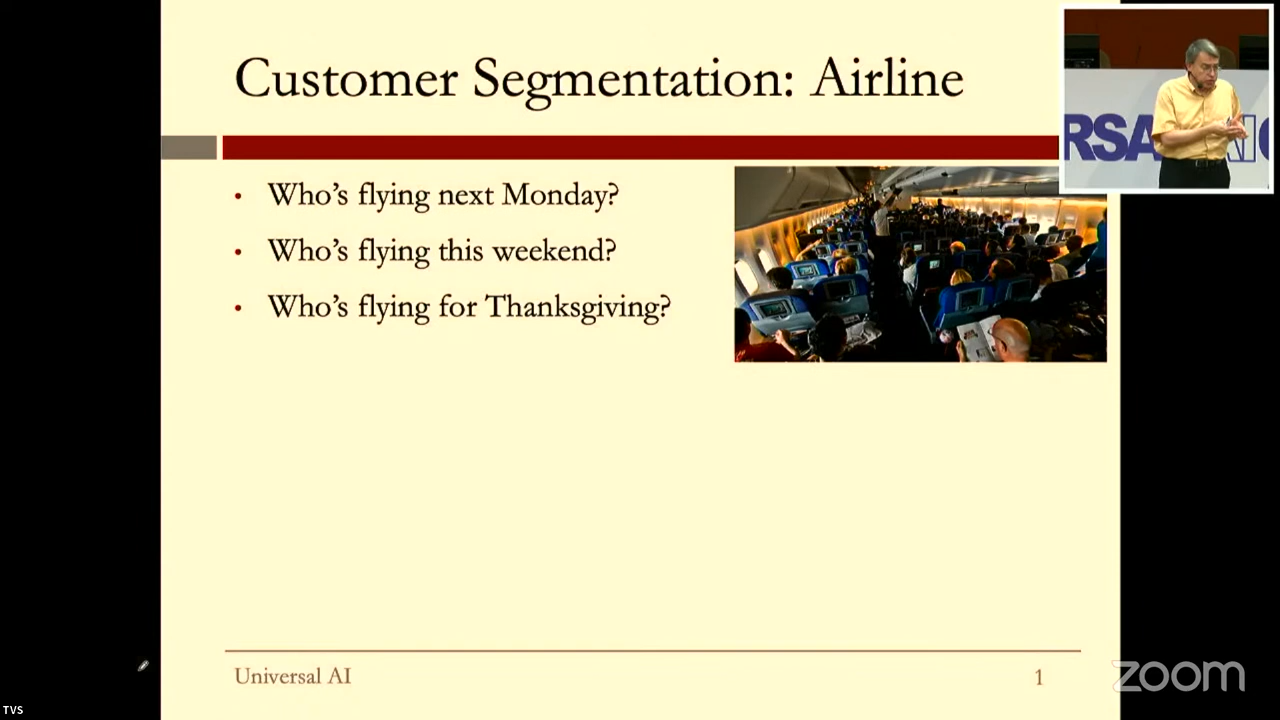 Customer Segmentation: Airline
RSA
AI
• Who's flying next Monday?
• Who's flying this weekend?
• Who's flying for Thanksgiving?
Universal AI
1
zoom
TVS